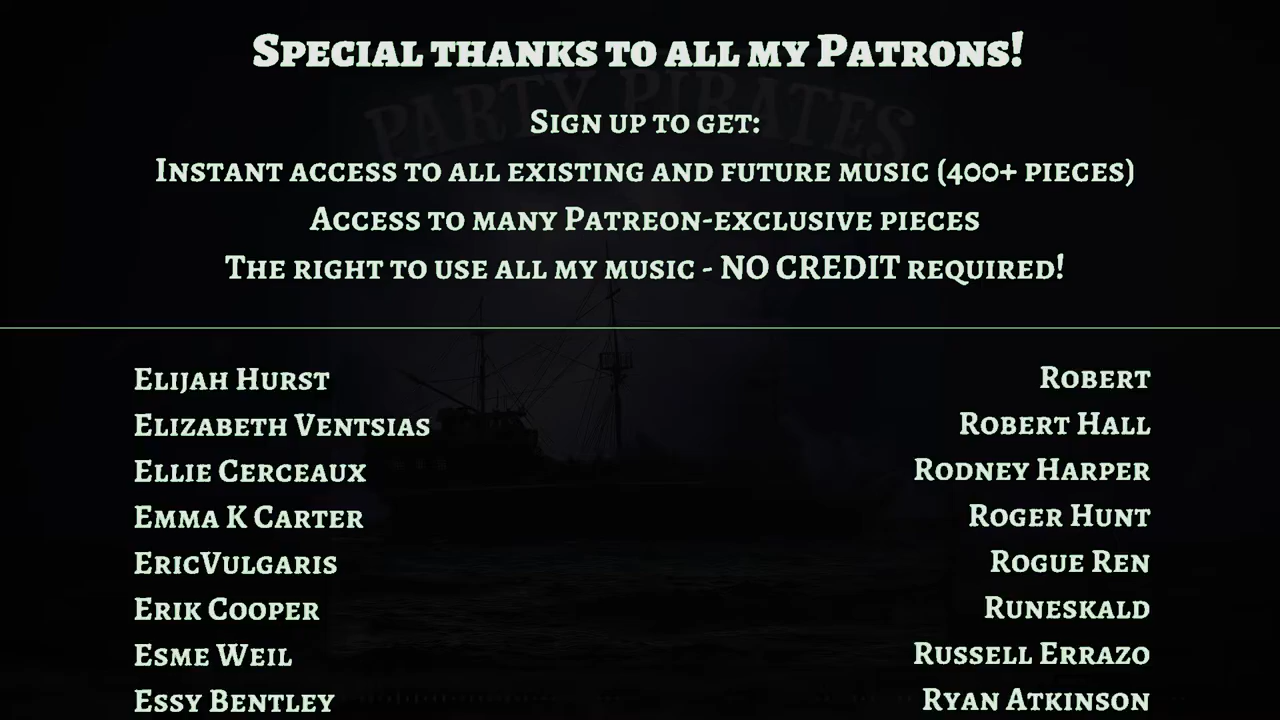 Special thanks to all my Patrons!
PARTY PIRATES
Sign up to get:
Instant access to all existing and future music (400+ pieces)
Access to many Patreon-exclusive pieces
The right to use all my music - NO CREDIT required!
Elijah Hurst
Elizabeth Ventsias
Ellie Cerceaux
Emma K Carter
EricVulgaris
Erik Cooper
Esme Weil
Essy Bentley
Robert
Robert Hall
Rodney Harper
Roger Hunt
Rogue Ren
Runeskald
Russell Errazo
Ryan Atkinson